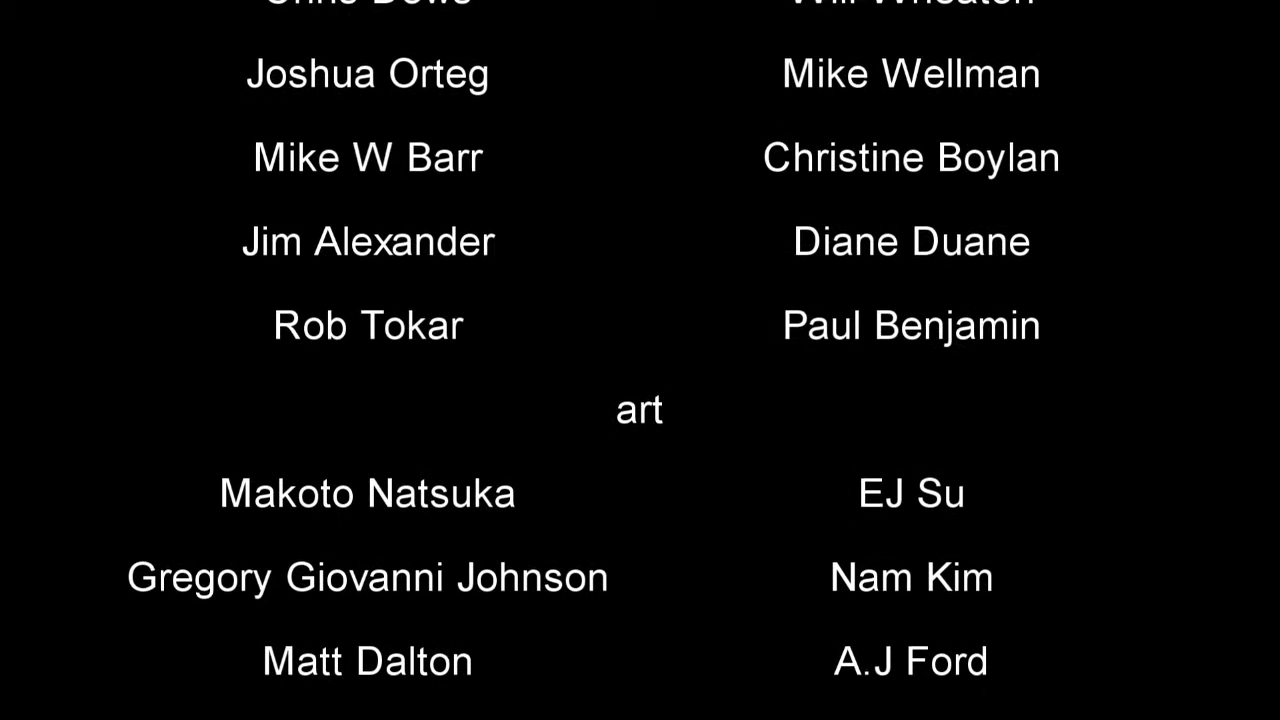 Joshua Orteg Mike Wellman
Mike W Barr Christine Boylan
Jim Alexander Diane Duane
Rob Tokar Paul Benjamin
art
Makoto Natsuka EJ Su
Gregory Giovanni Johnson Nam Kim
Matt Dalton A.J Ford